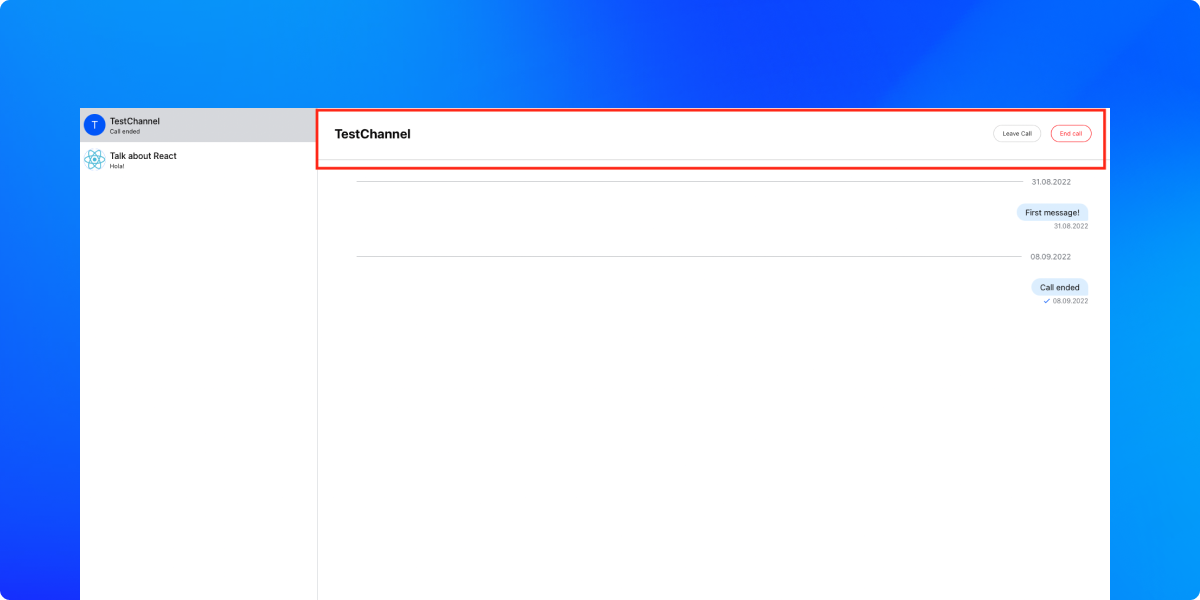 T
TestChannel
Call ended
Talk about React
Hola!
TestChannel
Leave Call
End call
31.08.2022
First message!
31.08.2022
08.09.2022
Call ended
08.09.2022